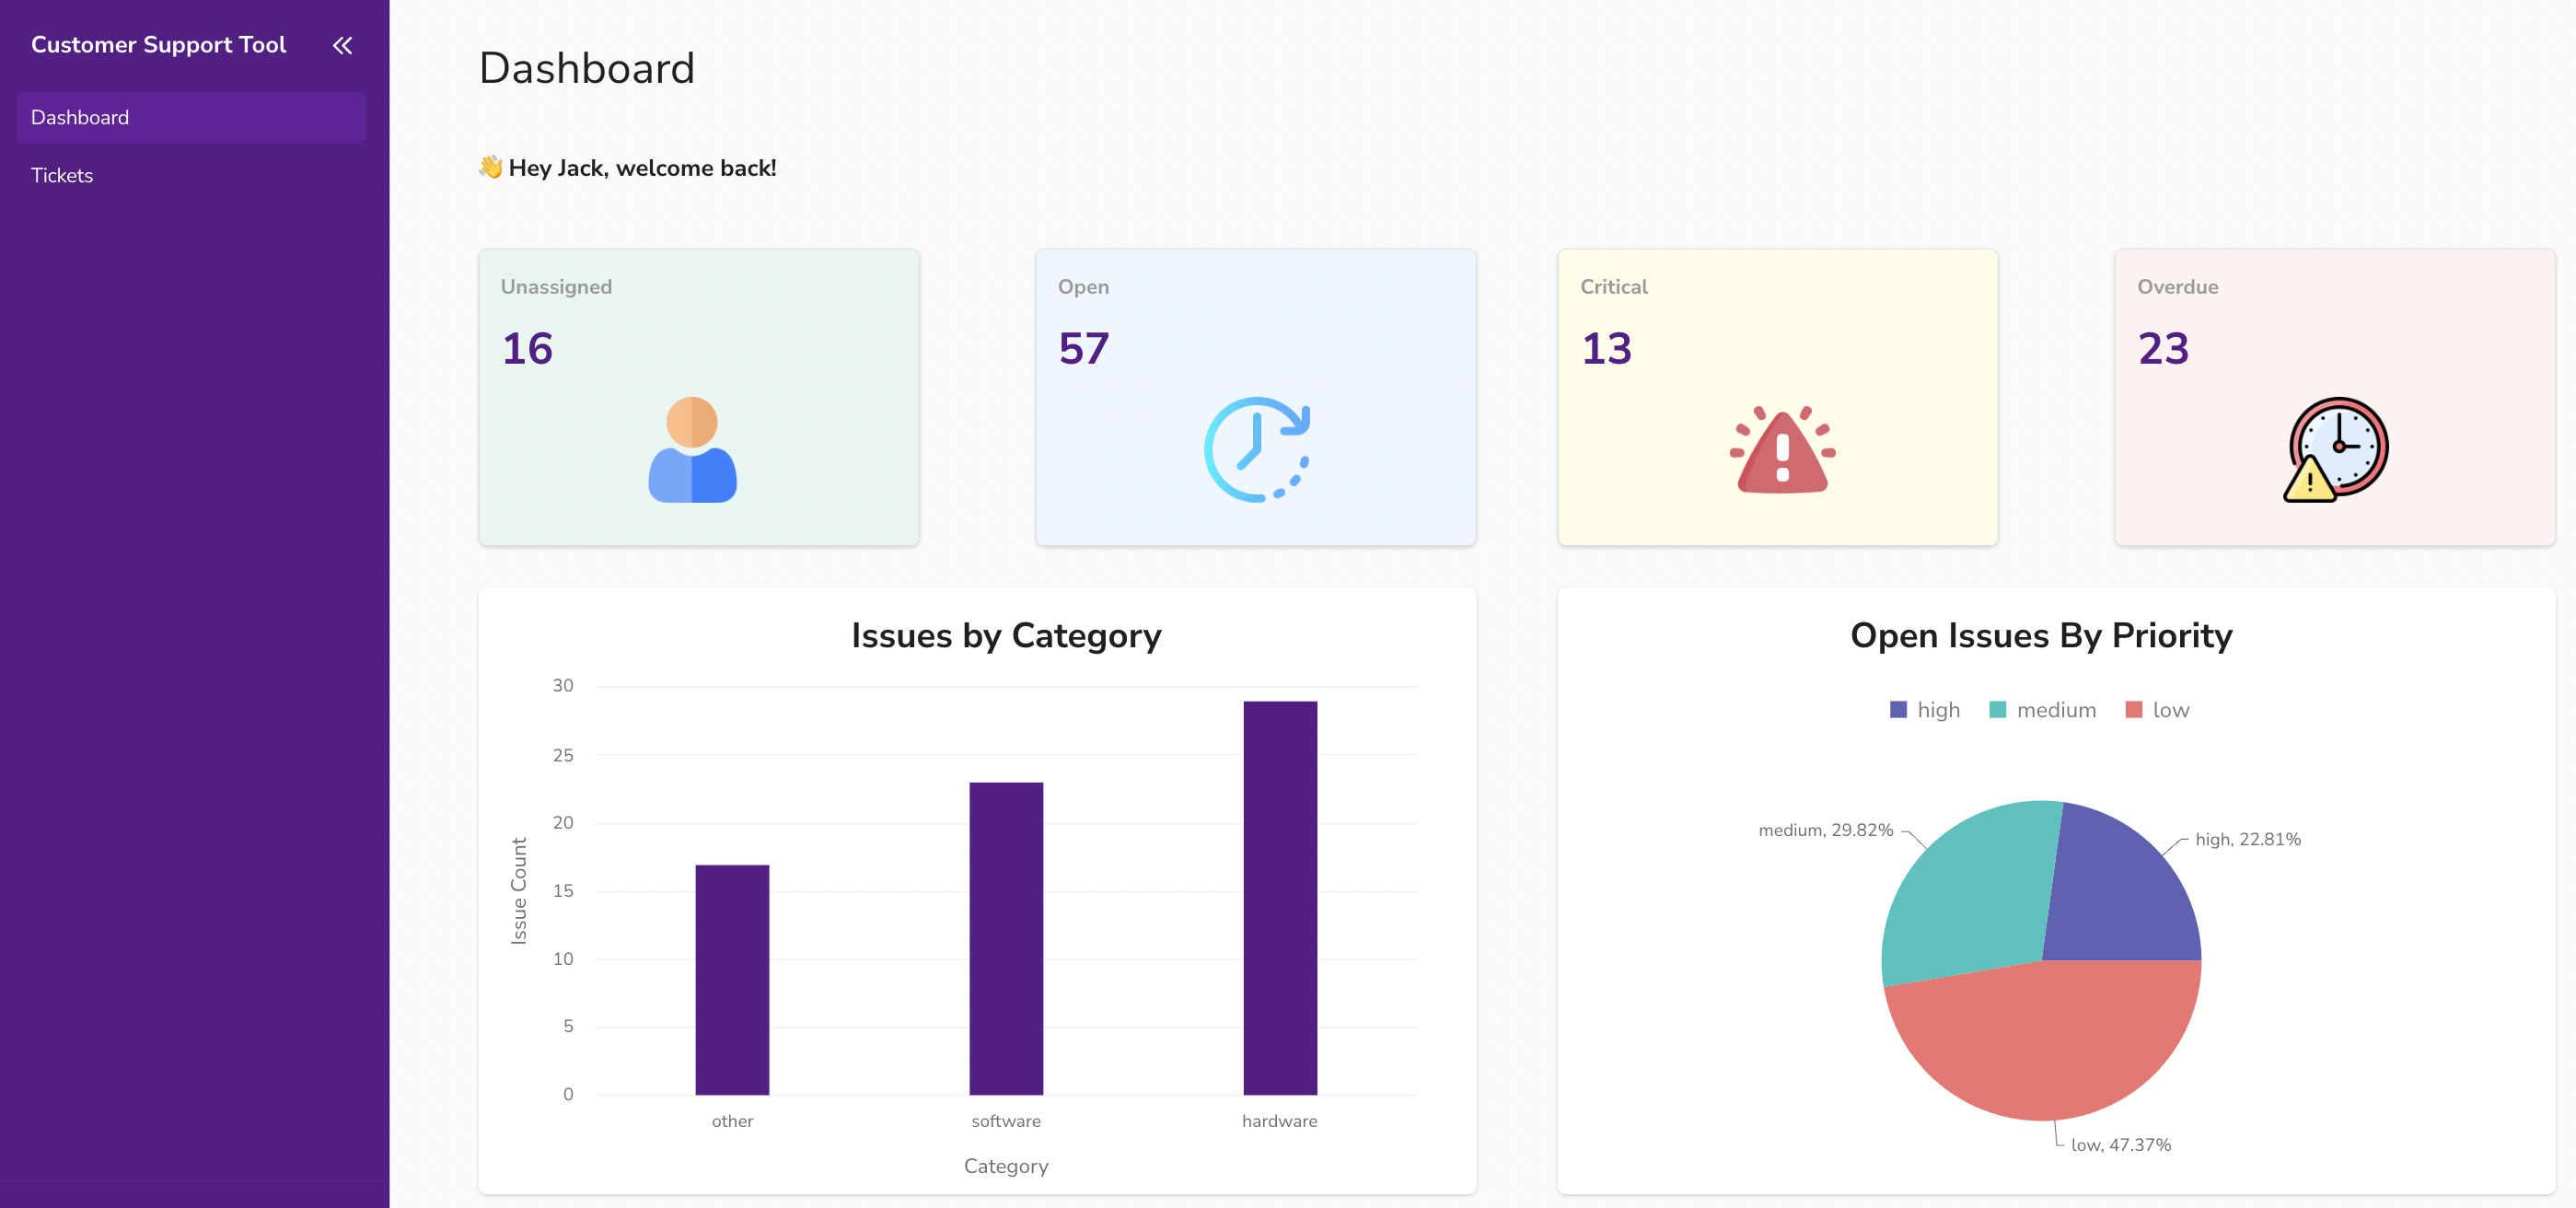 Customer Support Tool
Dashboard
Tickets
Dashboard
👋 Hey Jack, welcome back!
Unassigned
16
Open
57
Critical
13
Overdue
23
Issues by Category
30
25
20
15
10
5
0
Issue Count
other
software
hardware
Category
Open Issues By Priority
high
medium
low
medium, 29.82%
high, 22.81%
low, 47.37%